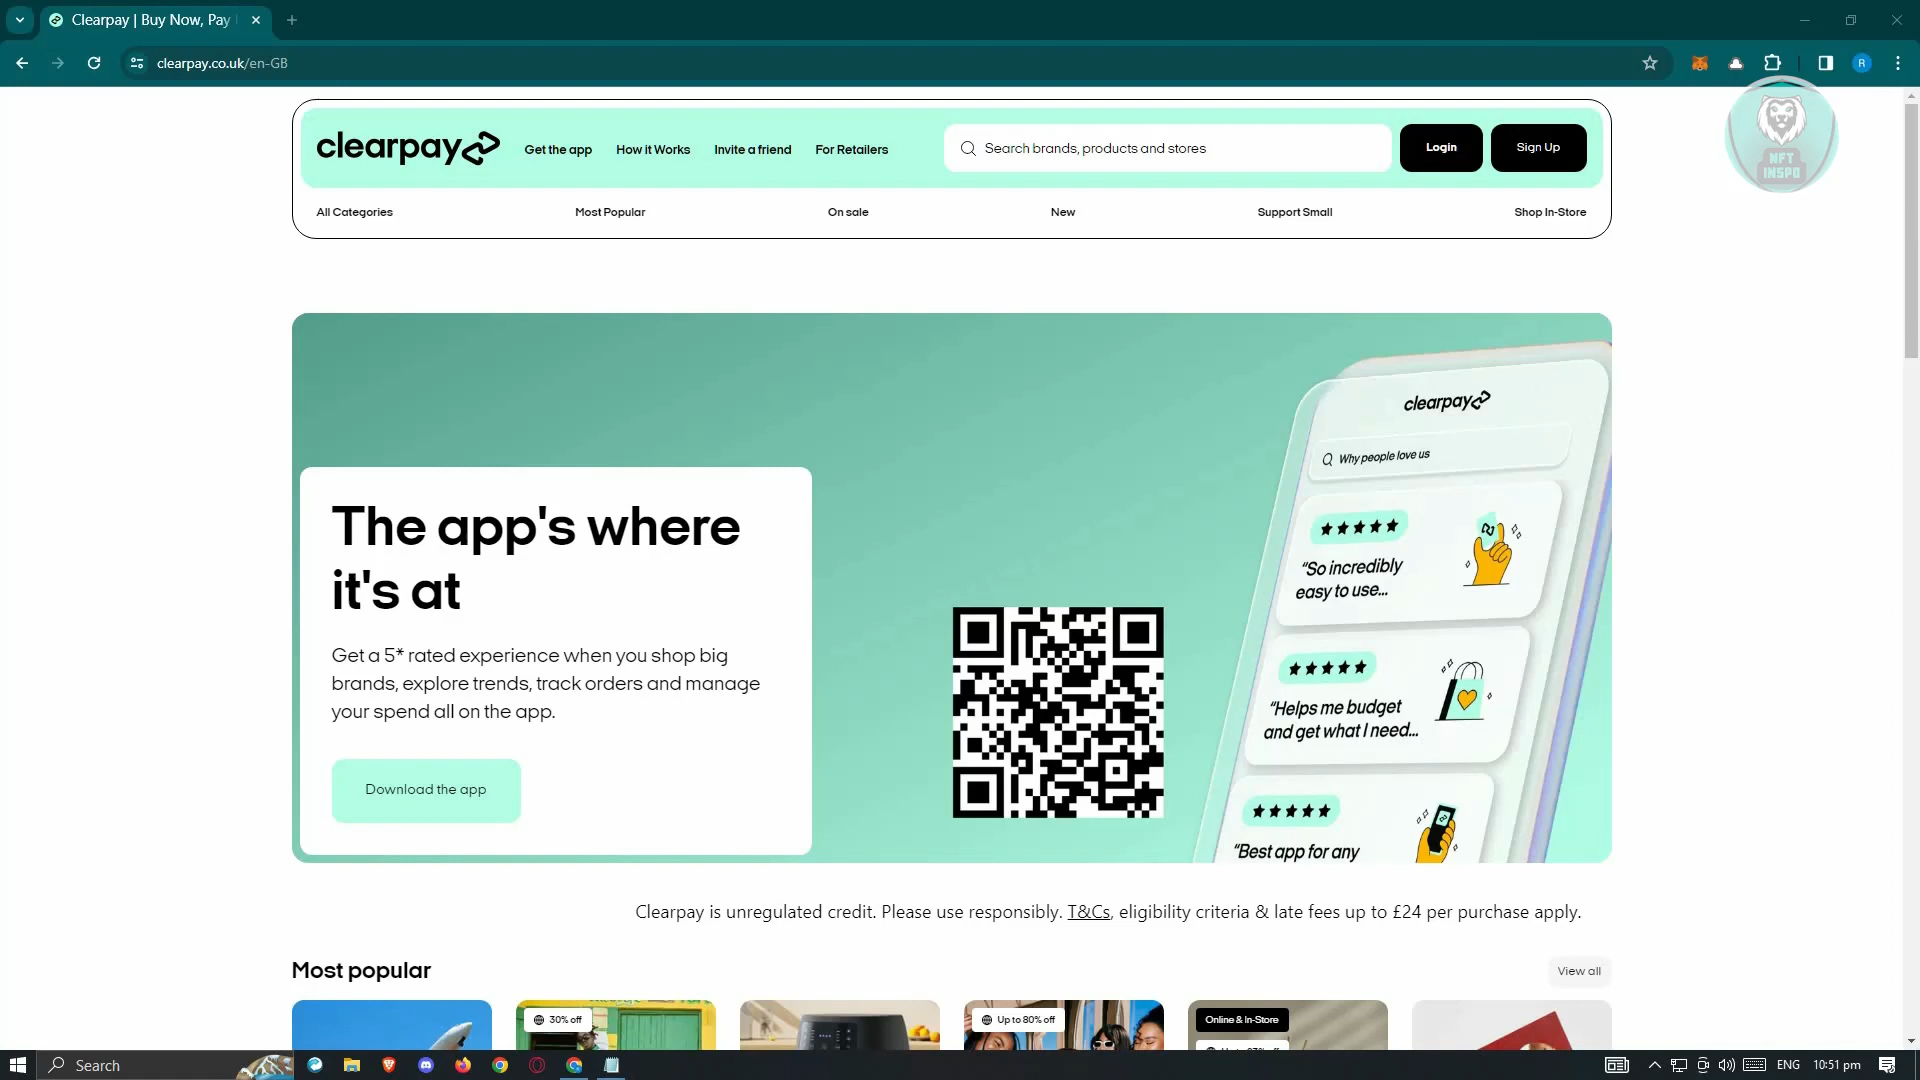 Clearpay | Buy Now, Pay
clearpay.co.uk/en-GB
NFT
INSPO
clearpay
Get the app
How it Works
Invite a friend
For Retailers
Search brands, products and stores
Login
Sign Up
All Categories
Most Popular
On sale
New
Support Small
Shop In-Store
The app's where
it's at
Get a 5* rated experience when you shop big
brands, explore trends, track orders and manage
your spend all on the app.
Download the app
clearpay
Why people love us
“So incredibly
easy to use...
“Helps me budget
and get what I need...
“Best app for any
Clearpay is unregulated credit. Please use responsibly. T&Cs, eligibility criteria & late fees up to £24 per purchase apply.
Most popular
View all
30% off
Up to 80% off
Online & In-Store
Search
ENG
10:51 pm
R